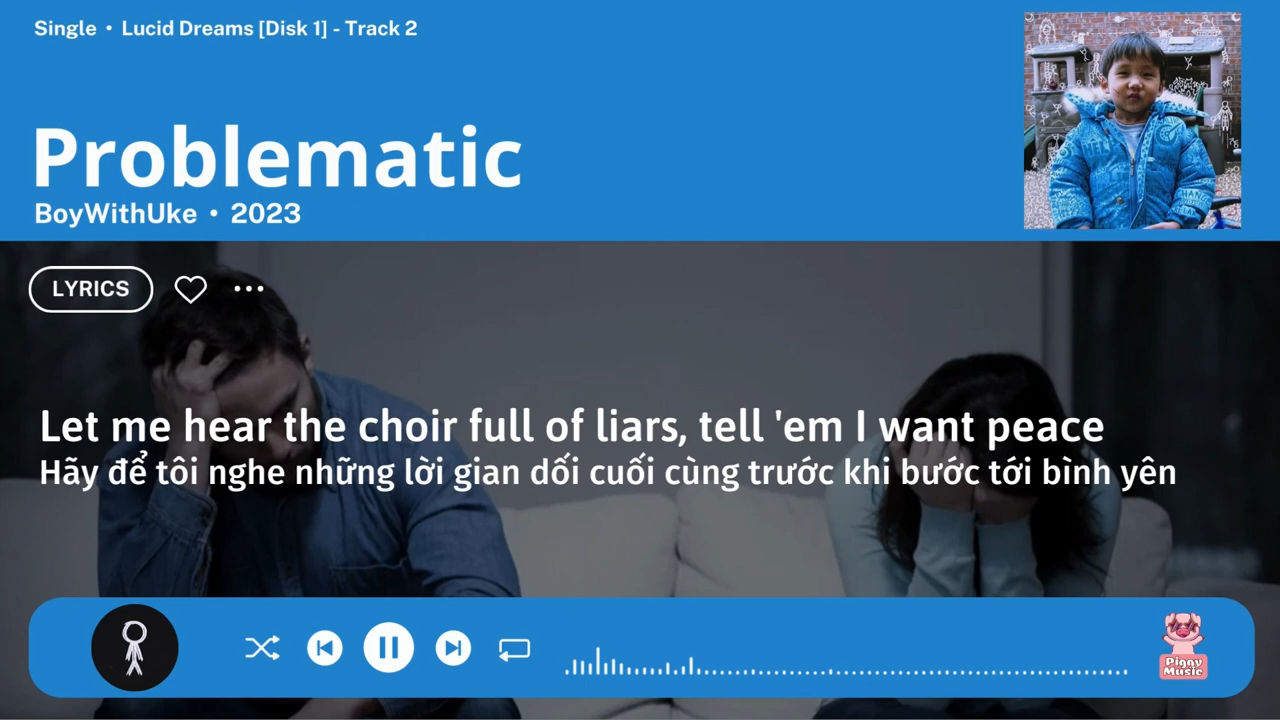 Single • Lucid Dreams [Disk 1] - Track 2
Problematic
BoyWithUke • 2023
LYRICS
Let me hear the choir full of liars, tell 'em I want peace
Hãy để tôi nghe những lời gian dối cuối cùng trước khi bước tới bình yên
Piggy
Music